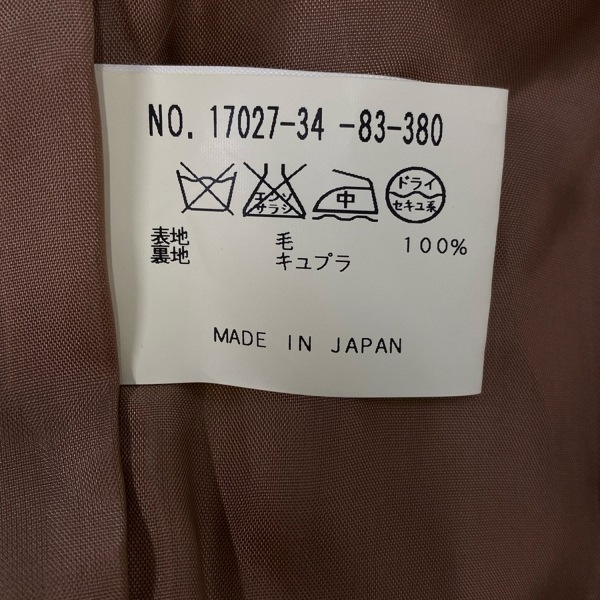 NO. 17027-34 -83-380
エンソ サラシ 中 ドライ セキユ系
表地 毛 100%
裏地 キュプラ
MADE IN JAPAN